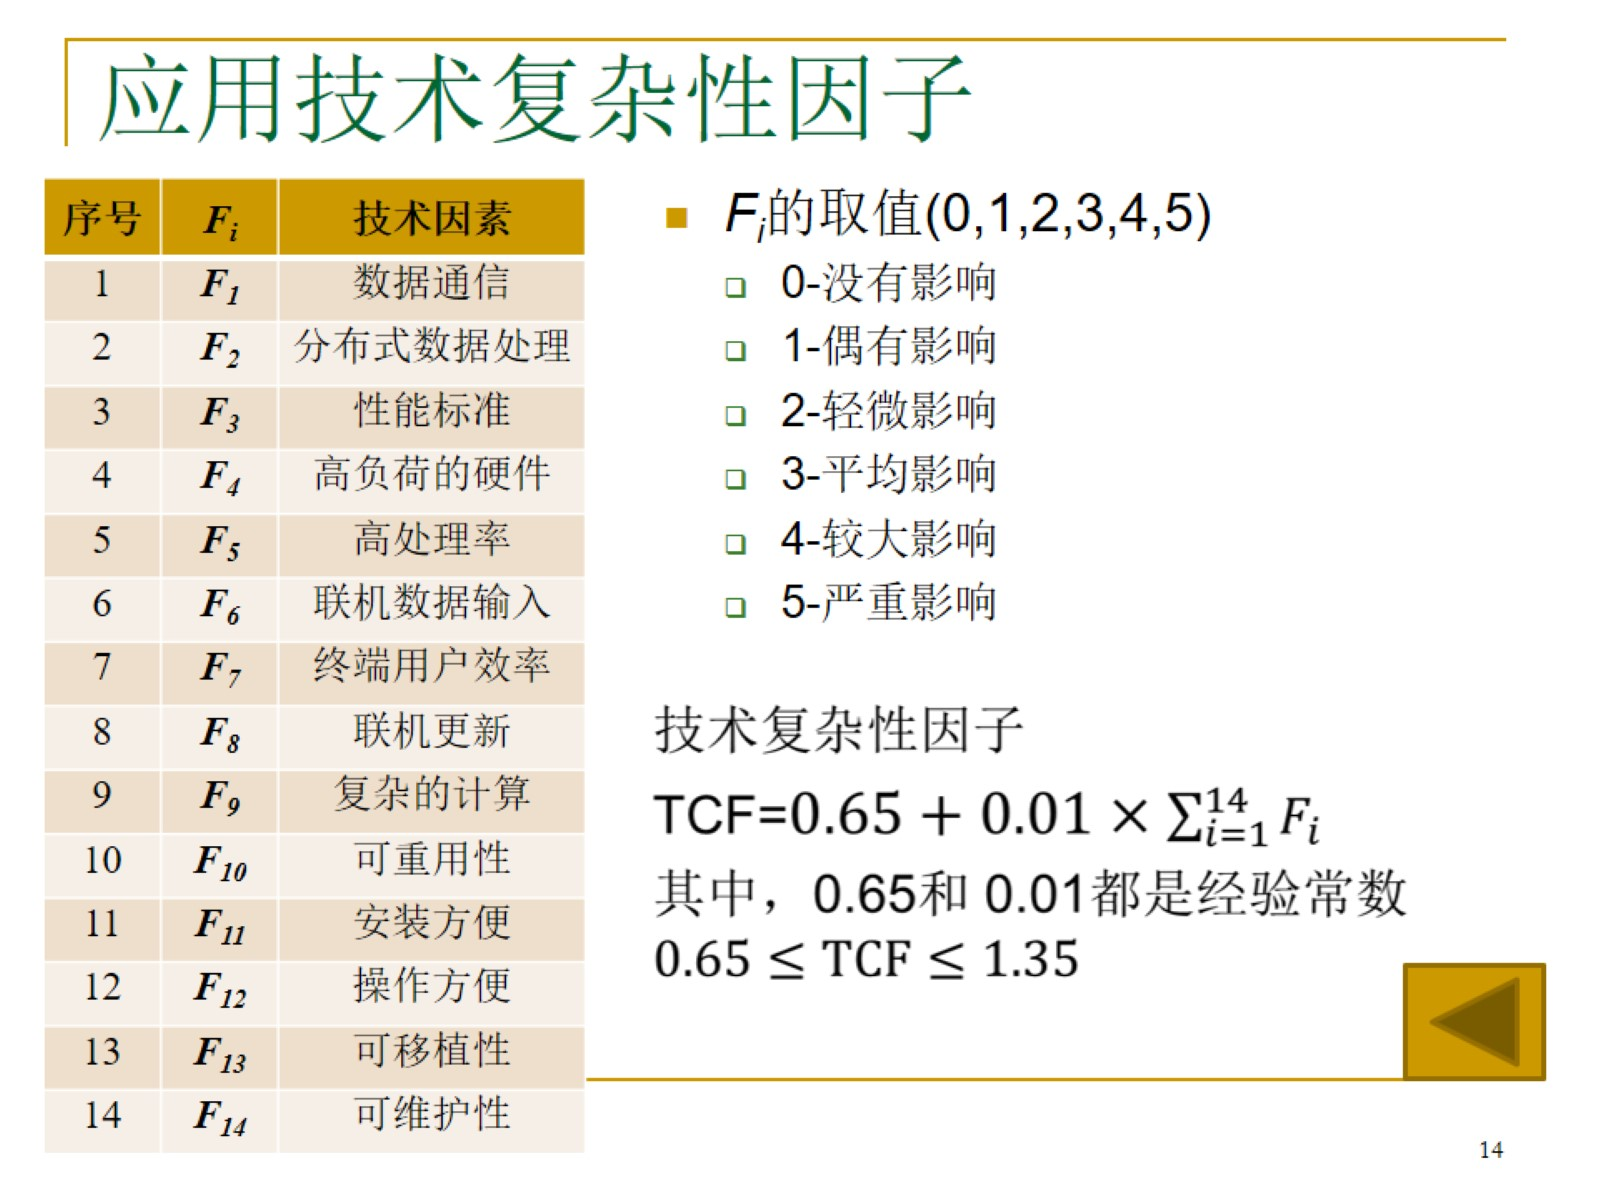 应用技术复杂性因子
序号 Fi 技术因素
1 F1 数据通信
2 F2 分布式数据处理
3 F3 性能标准
4 F4 高负荷的硬件
5 F5 高处理率
6 F6 联机数据输入
7 F7 终端用户效率
8 F8 联机更新
9 F9 复杂的计算
10 F10 可重用性
11 F11 安装方便
12 F12 操作方便
13 F13 可移植性
14 F14 可维护性
Fi的取值(0,1,2,3,4,5)
0-没有影响
1-偶有影响
2-轻微影响
3-平均影响
4-较大影响
5-严重影响
技术复杂性因子
TCF=0.65 + 0.01 × ∑_{i=1}^{14} Fi
其中，0.65和 0.01都是经验常数
0.65 ≤ TCF ≤ 1.35
14